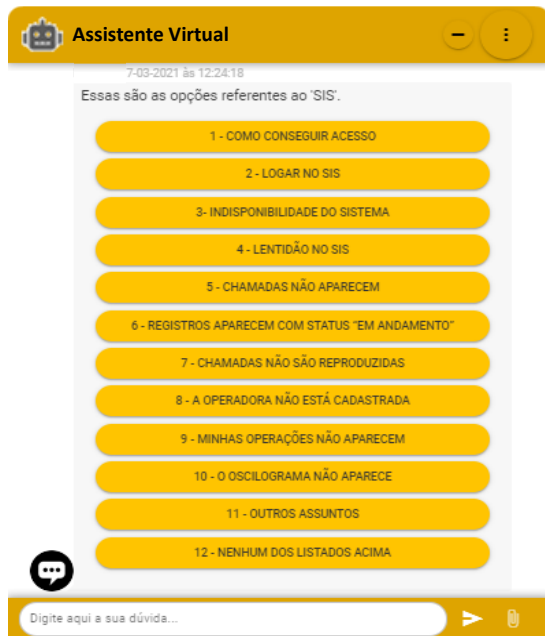 Assistente Virtual
7-03-2021 às 12:24:18
Essas são as opções referentes ao 'SIS'.
1 - COMO CONSEGUIR ACESSO
2 - LOGAR NO SIS
3- INDISPONIBILIDADE DO SISTEMA
4 - LENTIDÃO NO SIS
5 - CHAMADAS NÃO APARECEM
6 - REGISTROS APARECEM COM STATUS “EM ANDAMENTO”
7 - CHAMADAS NÃO SÃO REPRODUZIDAS
8 - A OPERADORA NÃO ESTÁ CADASTRADA
9 - MINHAS OPERAÇÕES NÃO APARECEM
10 - O OSCILOGRAMA NÃO APARECE
11 - OUTROS ASSUNTOS
12 - NENHUM DOS LISTADOS ACIMA
Digite aqui a sua dúvida...